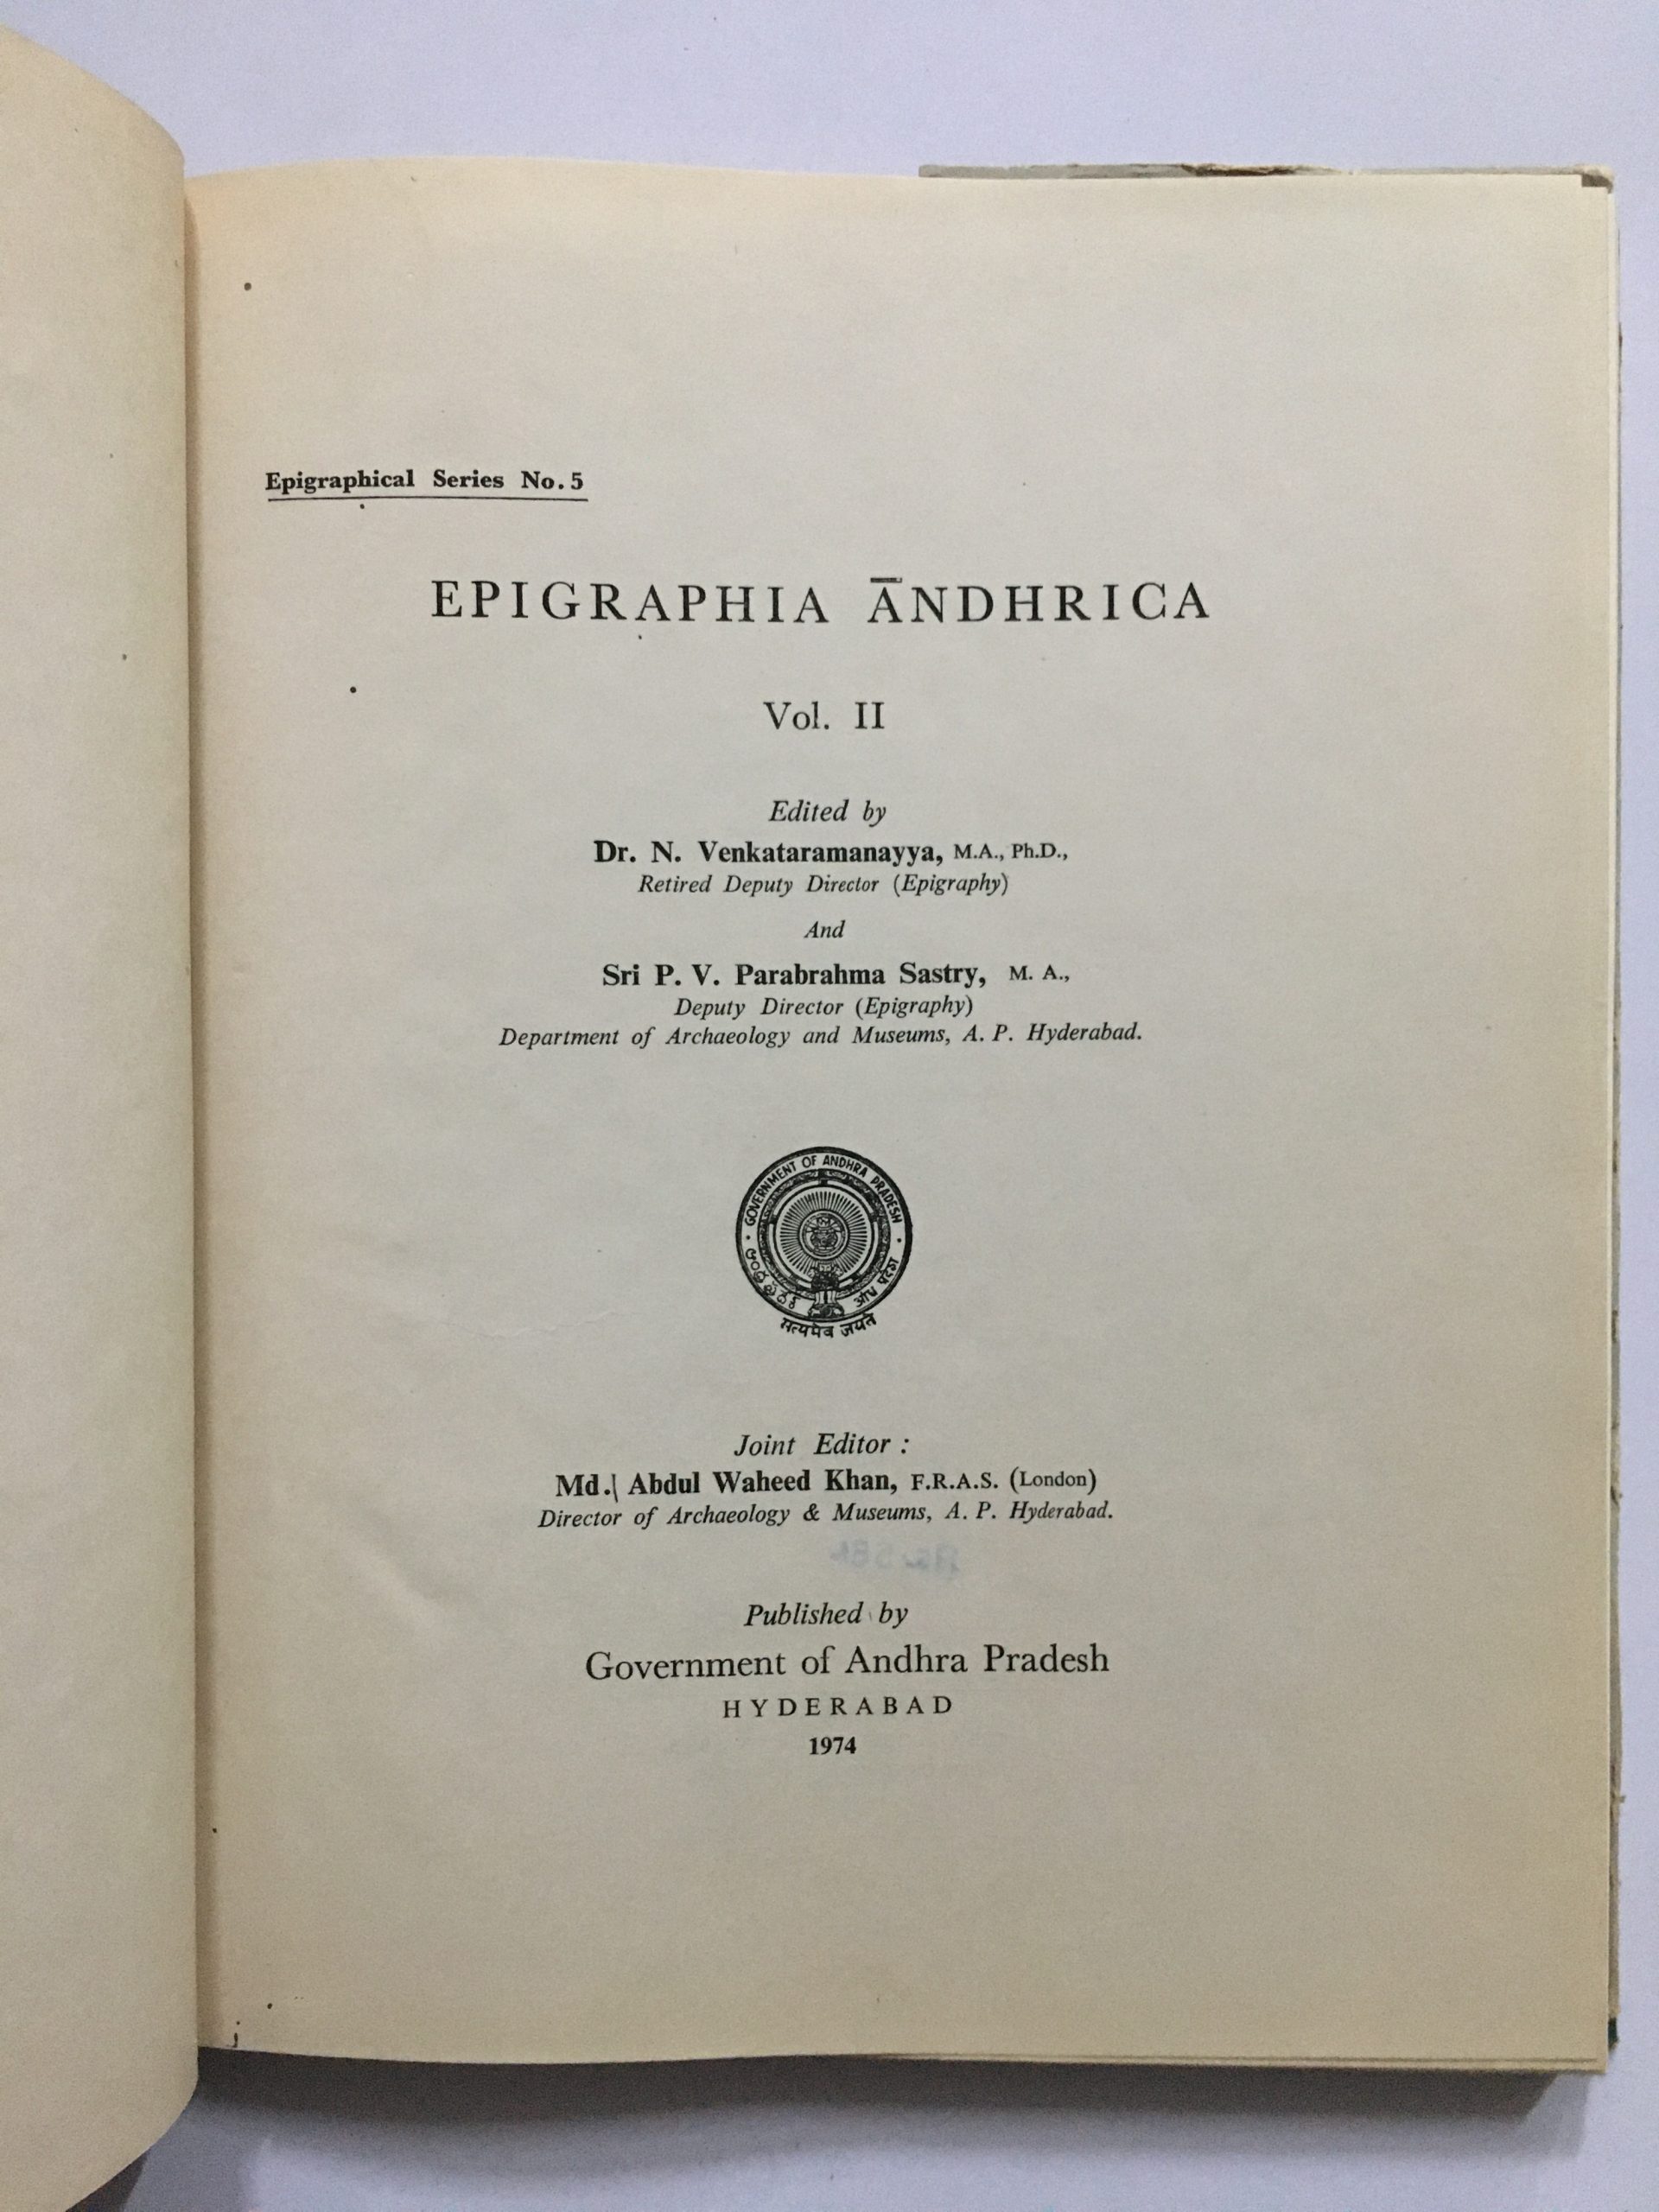 Epigraphical Series No. 5
EPIGRAPHIA ĀNDHRICA
Vol. II
Edited by
Dr. N. Venkataramanayya, M.A., Ph.D.,
Retired Deputy Director (Epigraphy)
And
Sri P. V. Parabrahma Sastry, M. A.,
Deputy Director (Epigraphy)
Department of Archaeology and Museums, A. P. Hyderabad.
GOVERNMENT OF ANDHRA PRADESH
सत्यमेव जयते
Joint Editor :
Md. Abdul Waheed Khan, F.R.A.S. (London)
Director of Archaeology & Museums, A. P. Hyderabad.
Published by
Government of Andhra Pradesh
HYDERABAD
1974